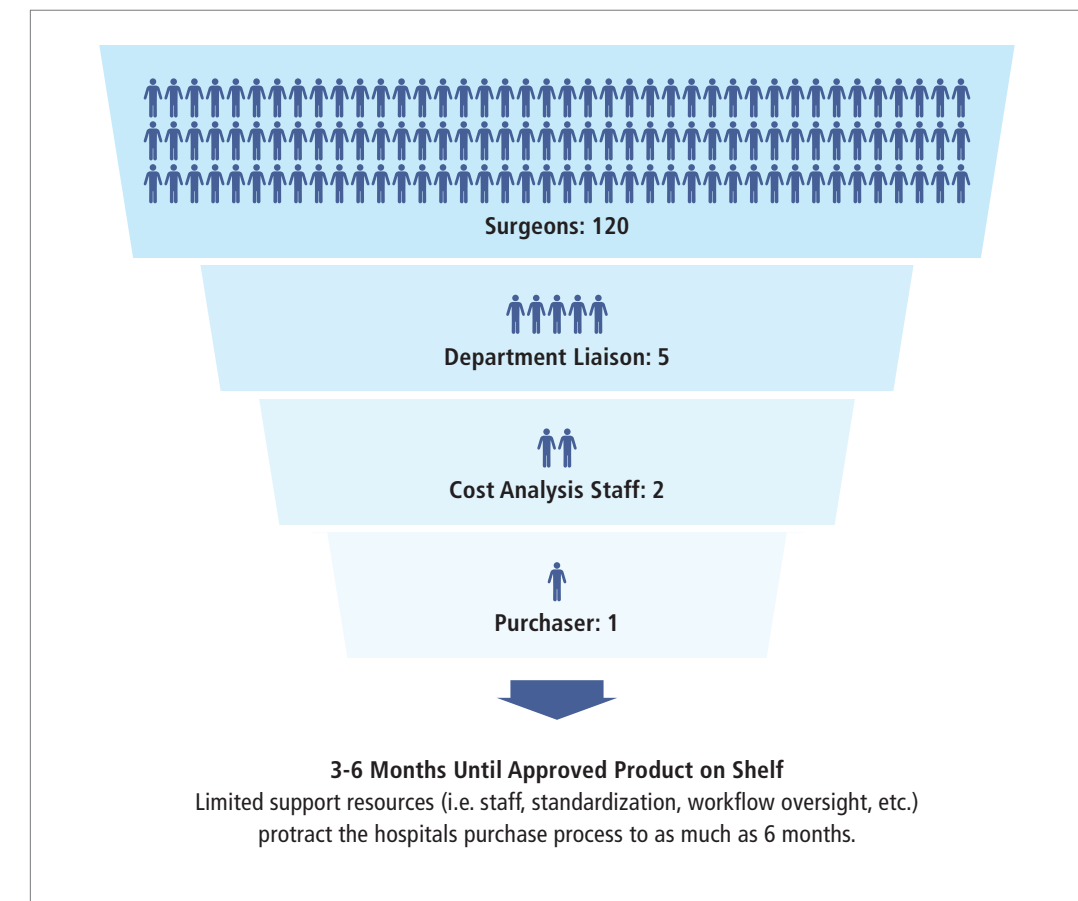 Surgeons: 120
Department Liaison: 5
Cost Analysis Staff: 2
Purchaser: 1
3-6 Months Until Approved Product on Shelf
Limited support resources (i.e. staff, standardization, workflow oversight, etc.)
protract the hospitals purchase process to as much as 6 months.